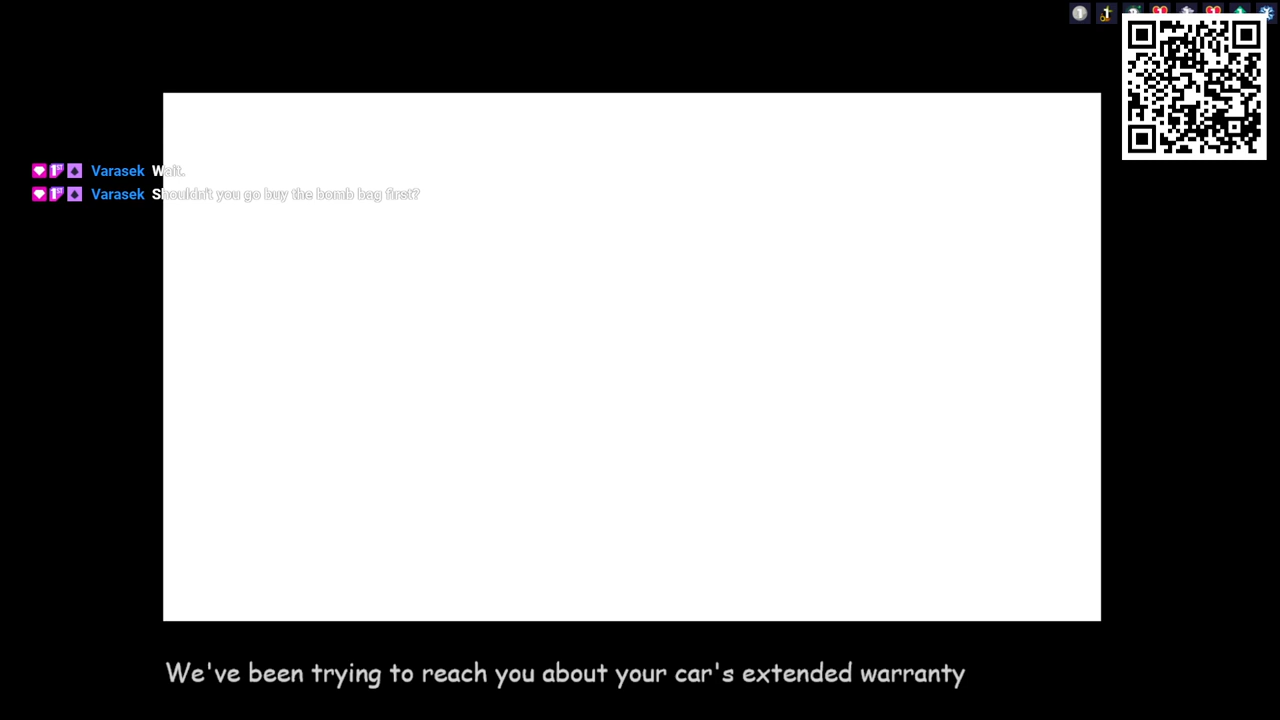 Varasek Wait.
Varasek Shouldn't you go buy the bomb bag first?
We've been trying to reach you about your car's extended warranty